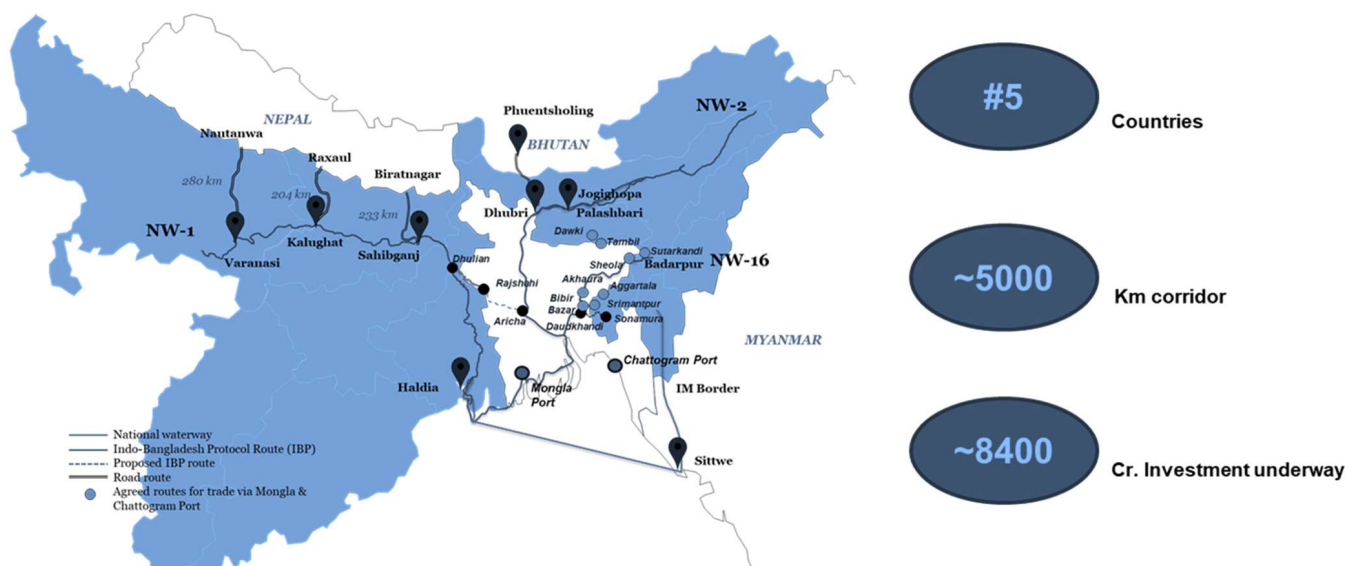 NEPAL
Nautanwa
Raxaul
Biratnagar
280 km
204 km
233 km
NW-1
Varanasi
Kalughat
Sahibganj
Phuentsholing
BHUTAN
NW-2
Dhubri
Jogighopa
Palashbari
Dawki
Tambil
Sutarkandi
Sheola
Badarpur
NW-16
Dhulian
Rajshahi
Aricha
Akhaura
Aggartala
Bibir
Bazar
Srimantpur
Daudkhandi
Sonamura
MYANMAR
Haldia
Mongla
Port
Chattogram Port
IM Border
Sittwe
National waterway
Indo-Bangladesh Protocol Route (IBP)
Proposed IBP route
Road route
Agreed routes for trade via Mongla &
Chattogram Port
#5
Countries
~5000
Km corridor
~8400
Cr. Investment underway